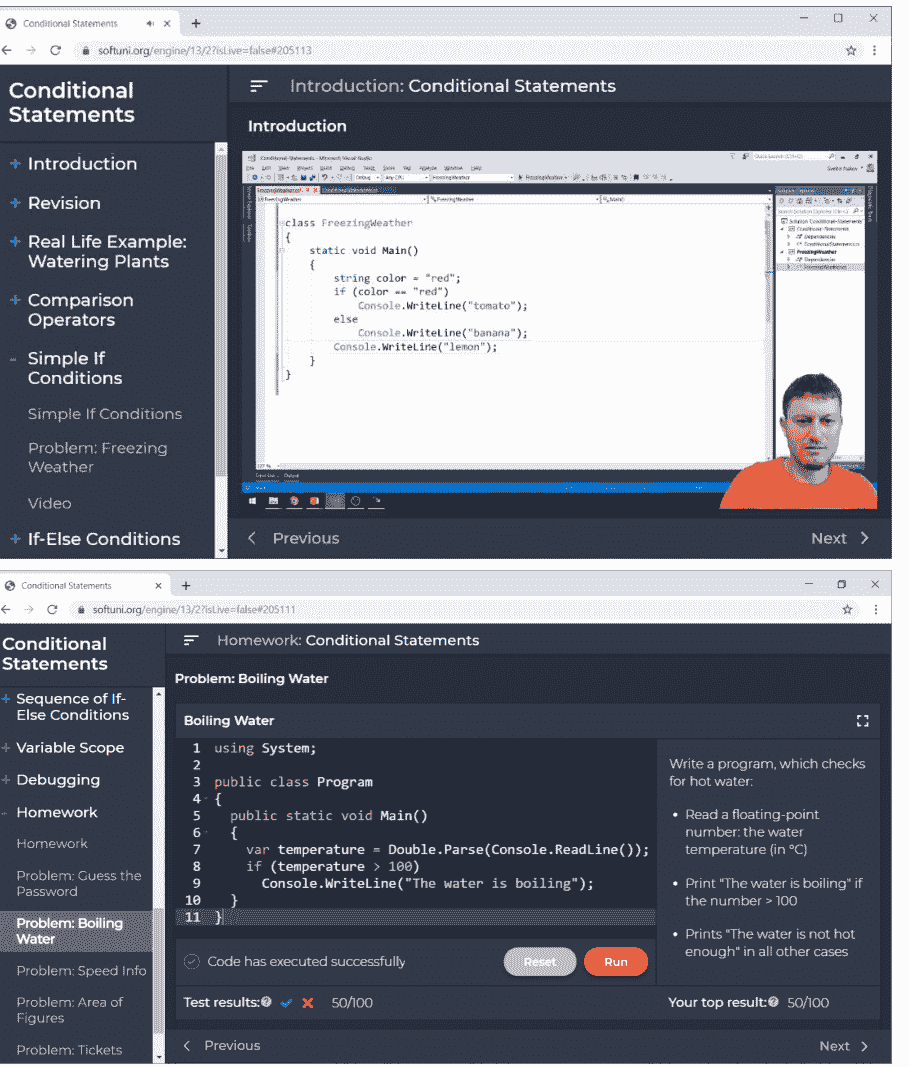 Conditional Statements
softuni.org/engine/13/2?isLive=false#205113
Conditional
Statements
Introduction: Conditional Statements
Introduction
+ Introduction
+ Revision
+ Real Life Example:
Watering Plants
+ Comparison
Operators
- Simple If
Conditions
Simple If Conditions
Problem: Freezing
Weather
Video
+ If-Else Conditions
Conditional-Statements - Microsoft Visual Studio
FreezingWeather
class FreezingWeather
{
static void Main()
{
string color = "red";
if (color == "red")
Console.WriteLine("tomato");
else
Console.WriteLine("banana");
Console.WriteLine("lemon");
}
}
< Previous
Next >
Conditional Statements
softuni.org/engine/13/2?isLive=false#205111
Conditional
Statements
Homework: Conditional Statements
+ Sequence of If-
Else Conditions
+ Variable Scope
+ Debugging
- Homework
Homework
Problem: Guess the
Password
Problem: Boiling
Water
Problem: Speed Info
Problem: Area of
Figures
Problem: Tickets
Problem: Boiling Water
Boiling Water
1 using System;
2
3 public class Program
4 {
5 public static void Main()
6 {
7 var temperature = Double.Parse(Console.ReadLine());
8 if (temperature > 100)
9 Console.WriteLine("The water is boiling");
10 }
11 }
Write a program, which checks
for hot water:
• Read a floating-point
number: the water
temperature (in °C)
• Print "The water is boiling" if
the number > 100
• Prints "The water is not hot
enough" in all other cases
Code has executed successfully
Reset
Run
Test results: 50/100
Your top result: 50/100
< Previous
Next >